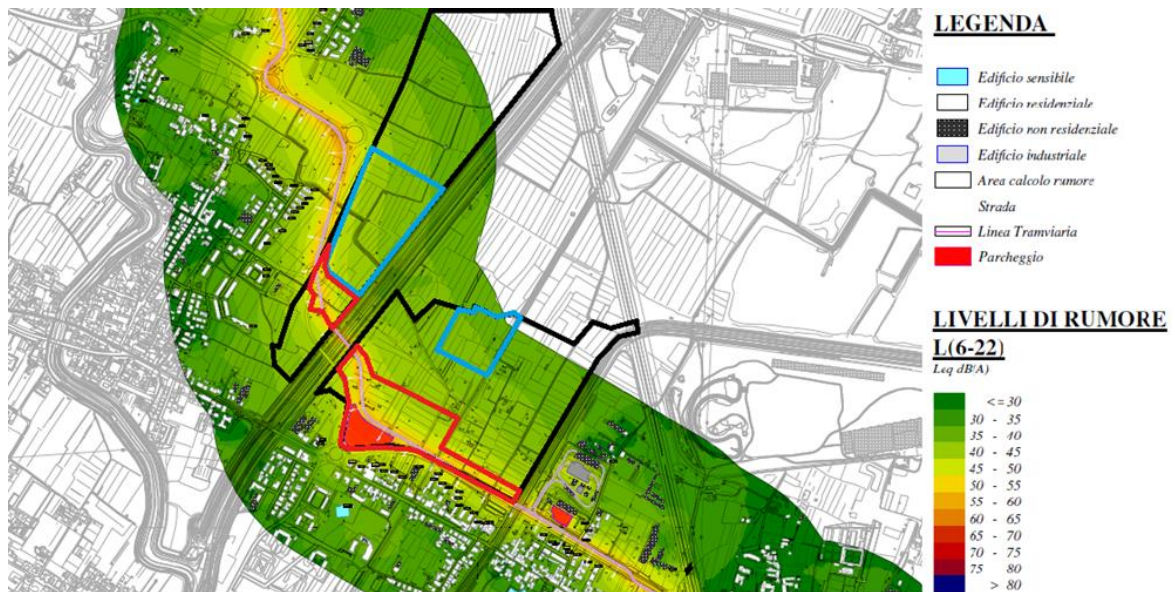 LEGENDA
Edificio sensibile
Edificio residenziale
Edificio non residenziale
Edificio industriale
Area calcolo rumore
Strada
Linea Tramviaria
Parcheggio
LIVELLI DI RUMORE
L(6-22)
Leq dB(A)
<= 30
30 - 35
35 - 40
40 - 45
45 - 50
50 - 55
55 - 60
60 - 65
65 - 70
70 - 75
75 80
> 80